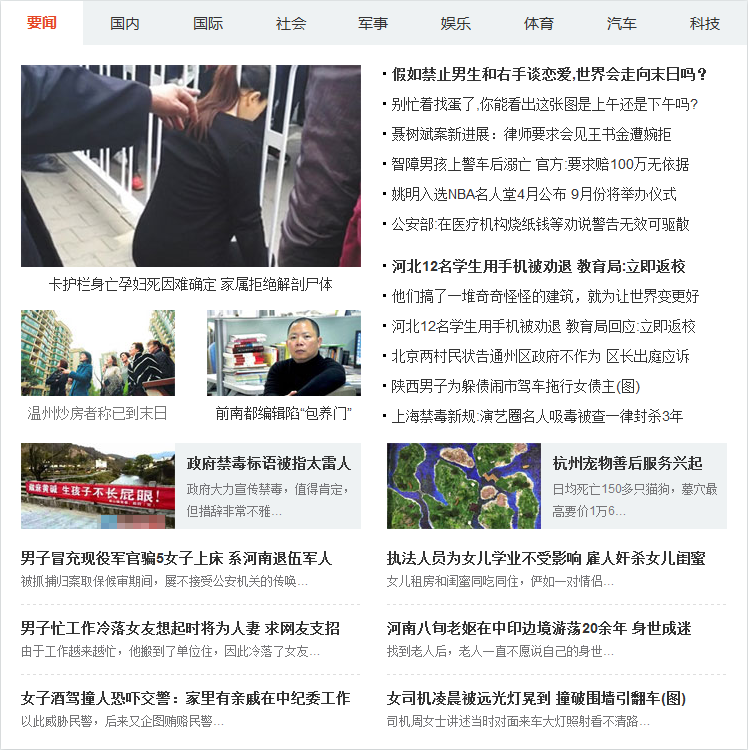 要闻
国内
国际
社会
军事
娱乐
体育
汽车
科技
卡护栏身亡孕妇死因难确定 家属拒绝解剖尸体
温州炒房者称已到末日
前南都编辑陷“包养门”
假如禁止男生和右手谈恋爱,世界会走向末日吗?
别忙着找蛋了,你能看出这张图是上午还是下午吗?
聂树斌案新进展：律师要求会见王书金遭婉拒
智障男孩上警车后溺亡 官方:要求赔100万无依据
姚明入选NBA名人堂4月公布 9月份将举办仪式
公安部:在医疗机构烧纸钱等劝说警告无效可驱散
河北12名学生用手机被劝退 教育局:立即返校
他们搞了一堆奇奇怪怪的建筑，就为让世界变更好
河北12名学生用手机被劝退 教育局回应:立即返校
北京两村民状告通州区政府不作为 区长出庭应诉
陕西男子为躲债闹市驾车拖行女债主(图)
上海禁毒新规:演艺圈名人吸毒被查一律封杀3年
生孩子不长屁眼!
政府禁毒标语被指太雷人
政府大力宣传禁毒，值得肯定，
但措辞非常不雅...
杭州宠物善后服务兴起
日均死亡150多只猫狗，墓穴最
高要价1万6...
男子冒充现役军官骗5女子上床 系河南退伍军人
被抓捕归案取保候审期间，屡不接受公安机关的传唤...
执法人员为女儿学业不受影响 雇人奸杀女儿闺蜜
女儿租房和闺蜜同吃同住，俨如一对情侣...
男子忙工作冷落女友想起时将为人妻 求网友支招
由于工作越来越忙，他搬到了单位住，因此冷落了女友...
河南八旬老妪在中印边境游荡20余年 身世成迷
找到老人后，老人一直不愿说自己的身世...
女子酒驾撞人恐吓交警：家里有亲戚在中纪委工作
以此威胁民警，后来又企图贿赂民警...
女司机凌晨被远光灯晃到 撞破围墙引翻车(图)
司机周女士讲述当时对面来车大灯照射看不清路...